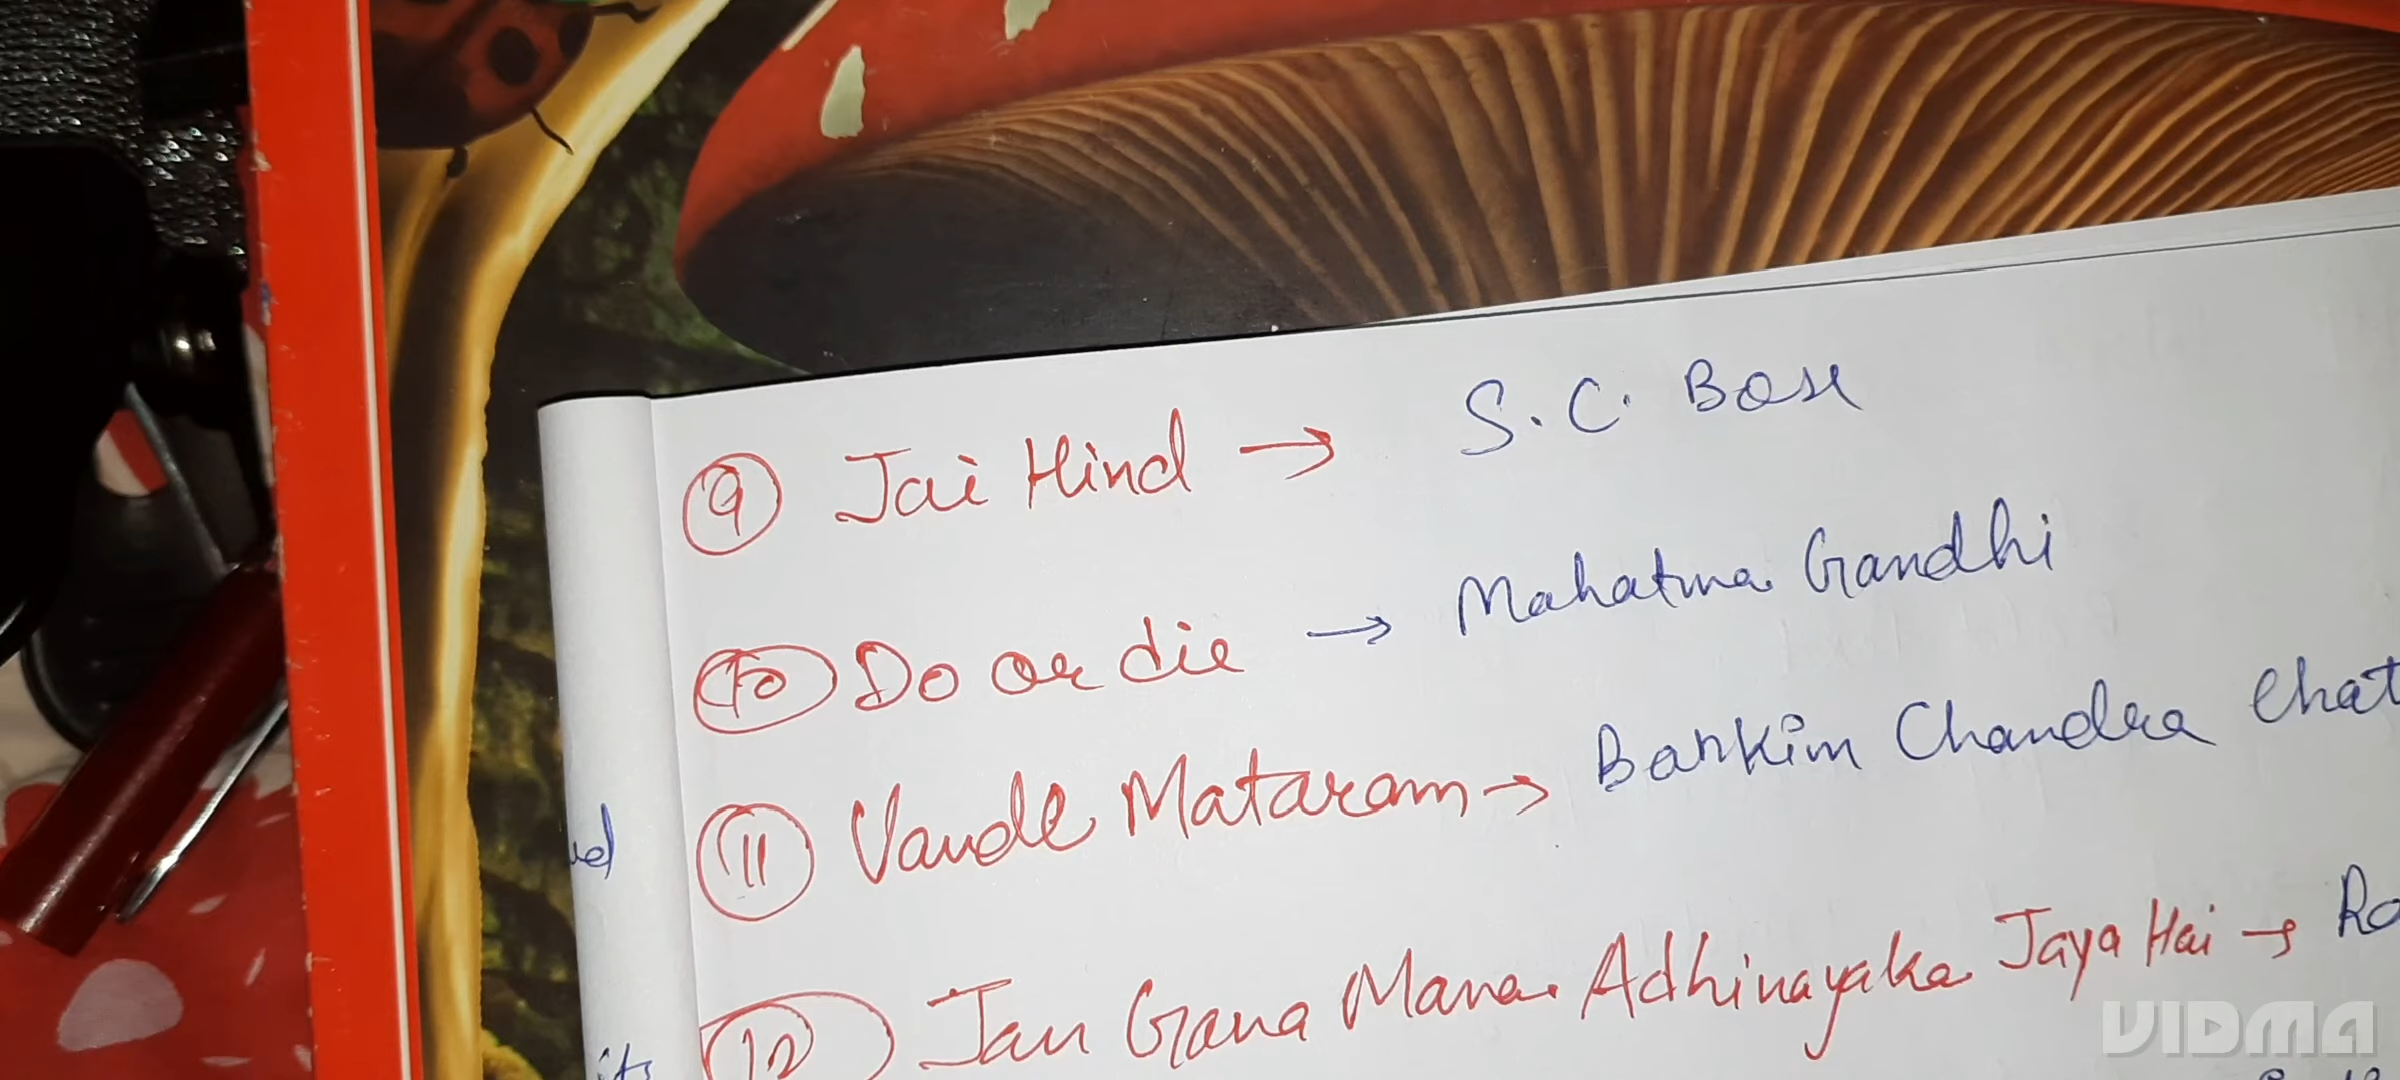 9 Jai Hind → S. C. Bose
10 Do or die → Mahatma Gandhi
11 Vande Mataram → Bankim Chandra Chat
12 Jan Gana Mana Adhinayaka Jaya Hai →
VIDMA